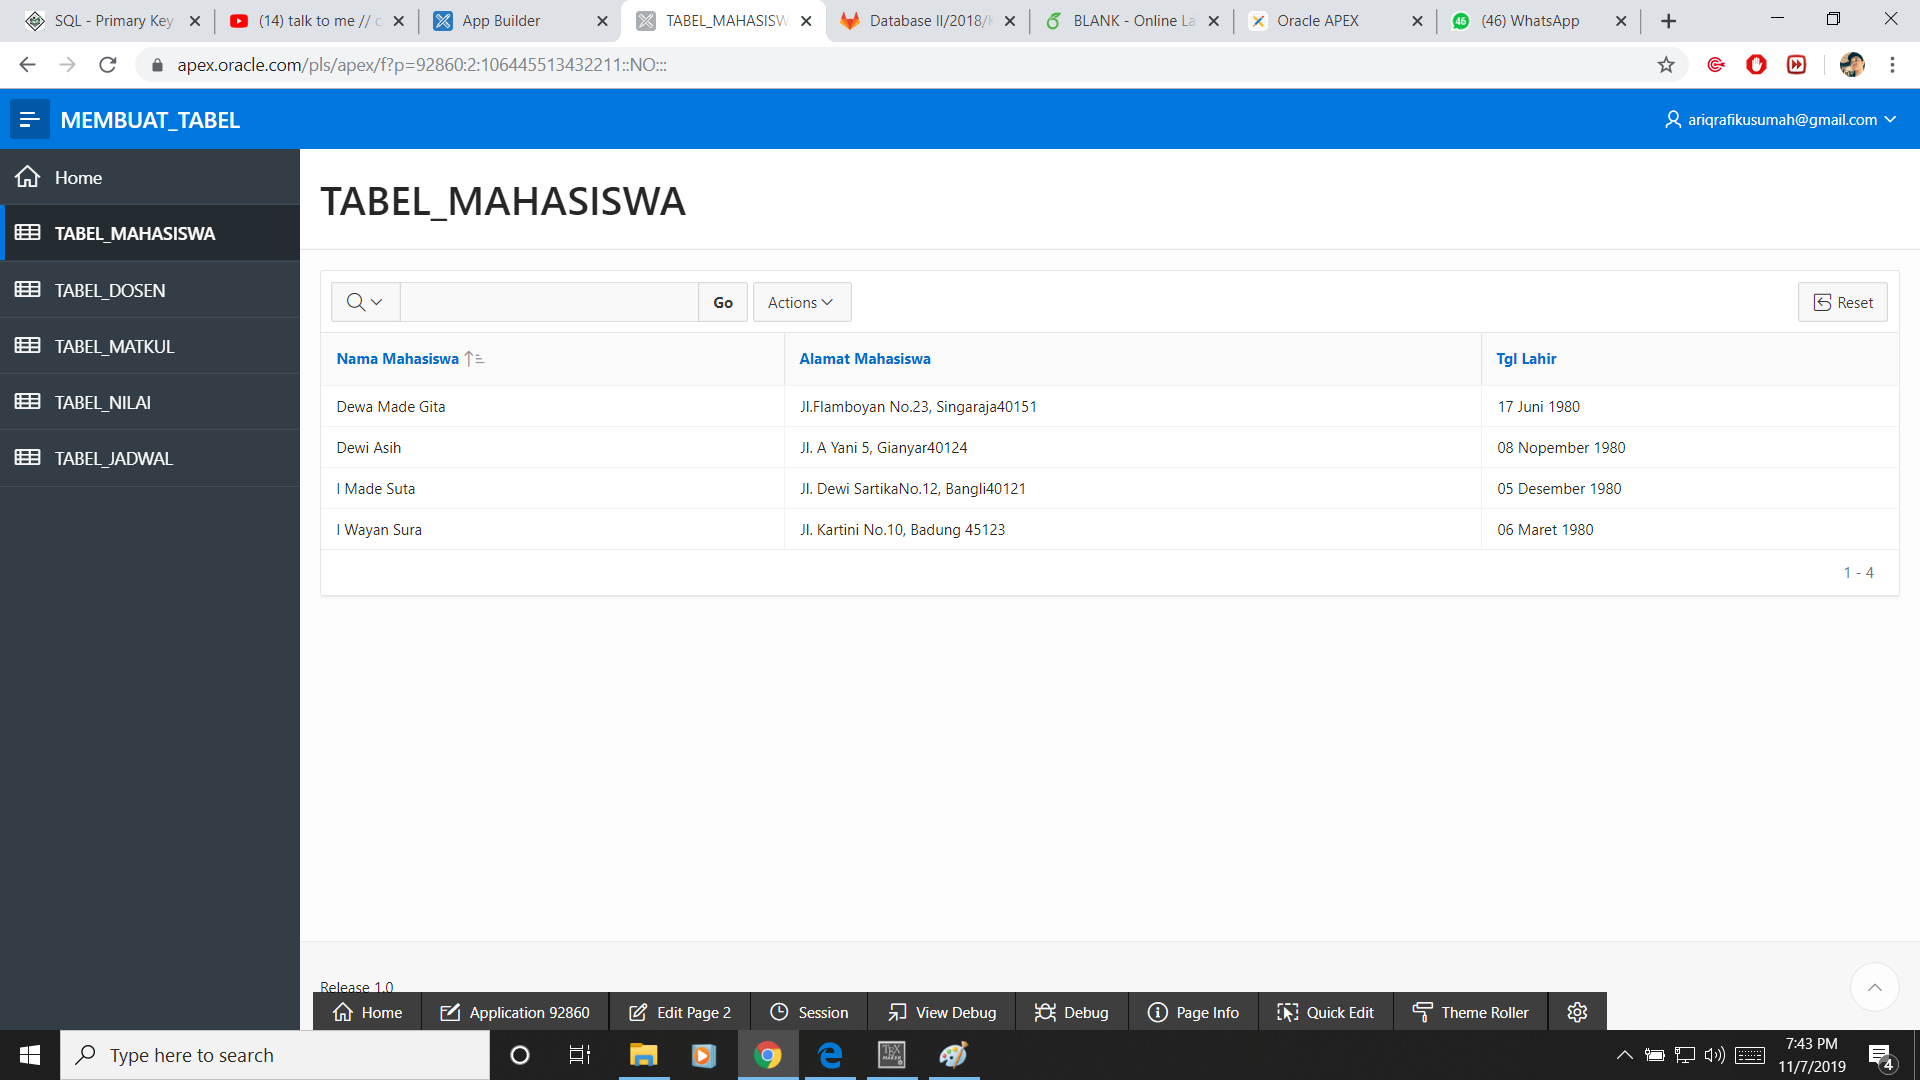 SQL - Primary Key
(14) talk to me // c
App Builder
TABEL_MAHASISW
Database II/2018/
BLANK - Online La
Oracle APEX
46
(46) WhatsApp
apex.oracle.com/pls/apex/f?p=92860:2:106445513432211::NO:::
MEMBUAT_TABEL
ariqrafikusumah@gmail.com
Home
TABEL_MAHASISWA
TABEL_DOSEN
TABEL_MATKUL
TABEL_NILAI
TABEL_JADWAL
TABEL_MAHASISWA
Go
Actions
Reset
Nama Mahasiswa Alamat Mahasiswa Tgl Lahir
Dewa Made Gita Jl.Flamboyan No.23, Singaraja40151 17 Juni 1980
Dewi Asih Jl. A Yani 5, Gianyar40124 08 Nopember 1980
I Made Suta Jl. Dewi SartikaNo.12, Bangli40121 05 Desember 1980
I Wayan Sura Jl. Kartini No.10, Badung 45123 06 Maret 1980
1 - 4
Release 1.0
Home
Application 92860
Edit Page 2
Session
View Debug
Debug
Page Info
Quick Edit
Theme Roller
Type here to search
TEX
MAKER
7:43 PM
11/7/2019
4